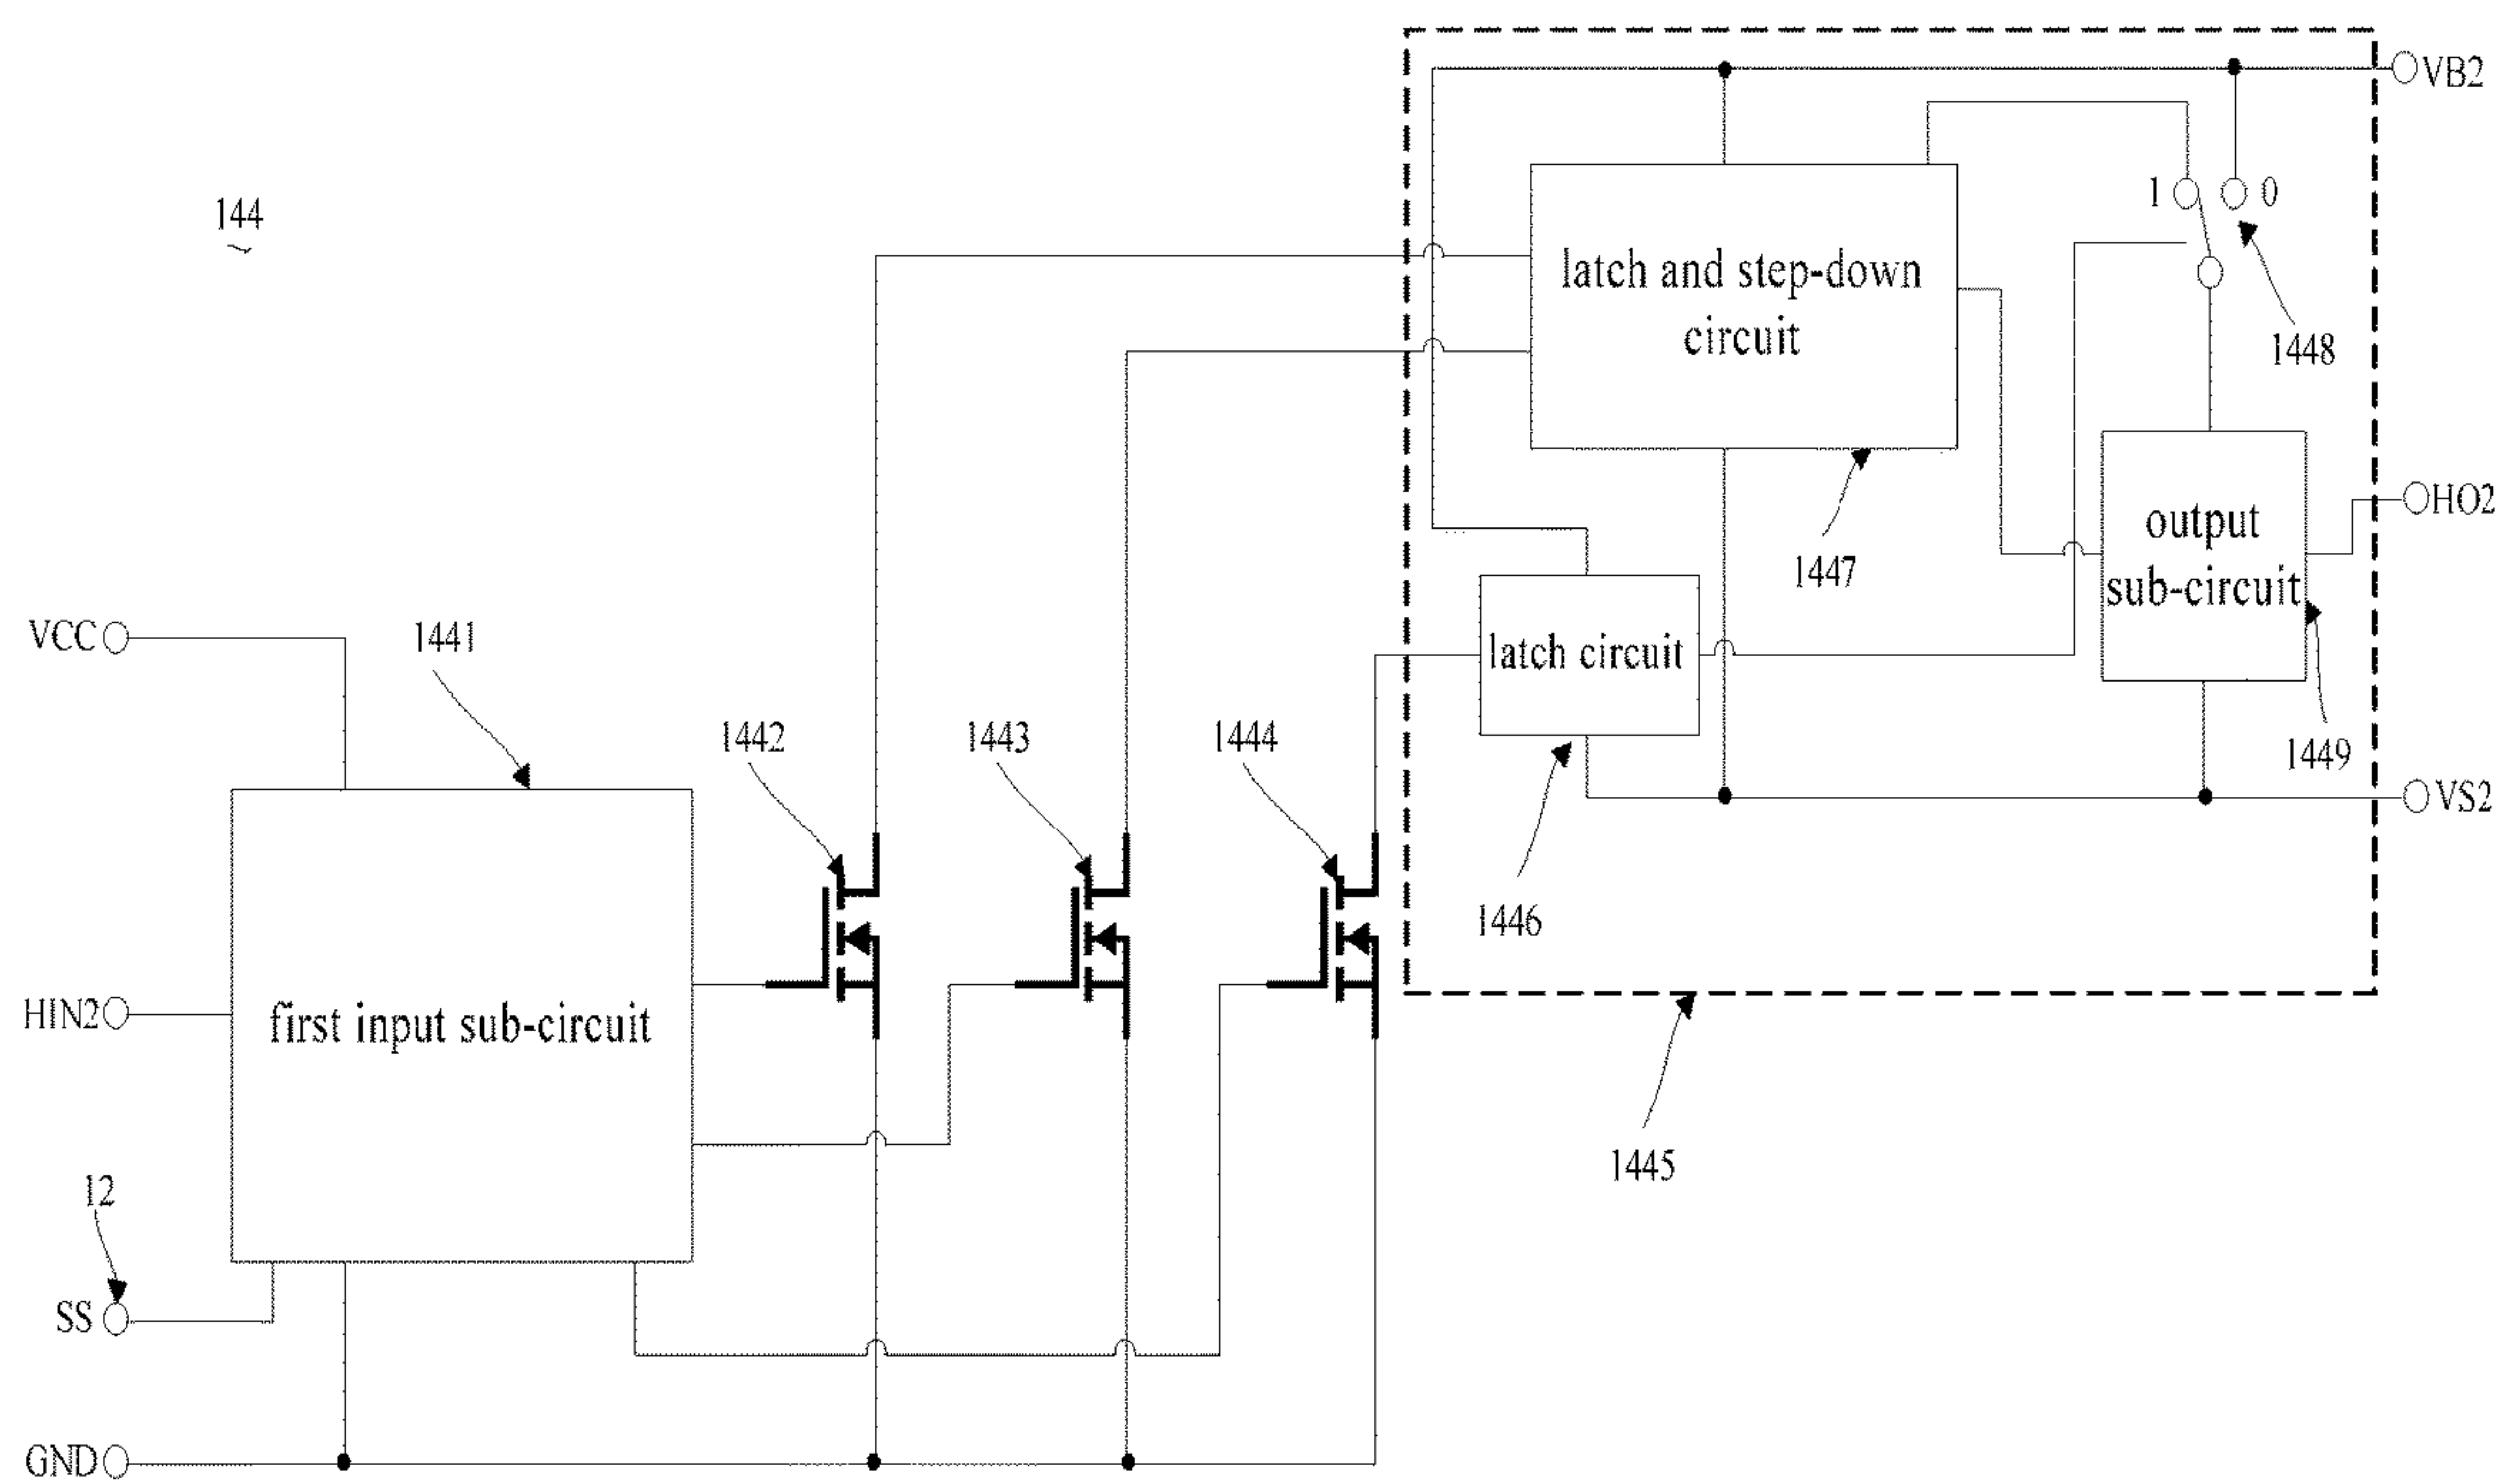 VB2
144
1
0
latch and step-down
circuit
1448
HO2
output
sub-circuit
1447
VCC
1441
latch circuit
1442
1443
1444
1449
VS2
1446
HIN2
first input sub-circuit
1445
12
SS
GND